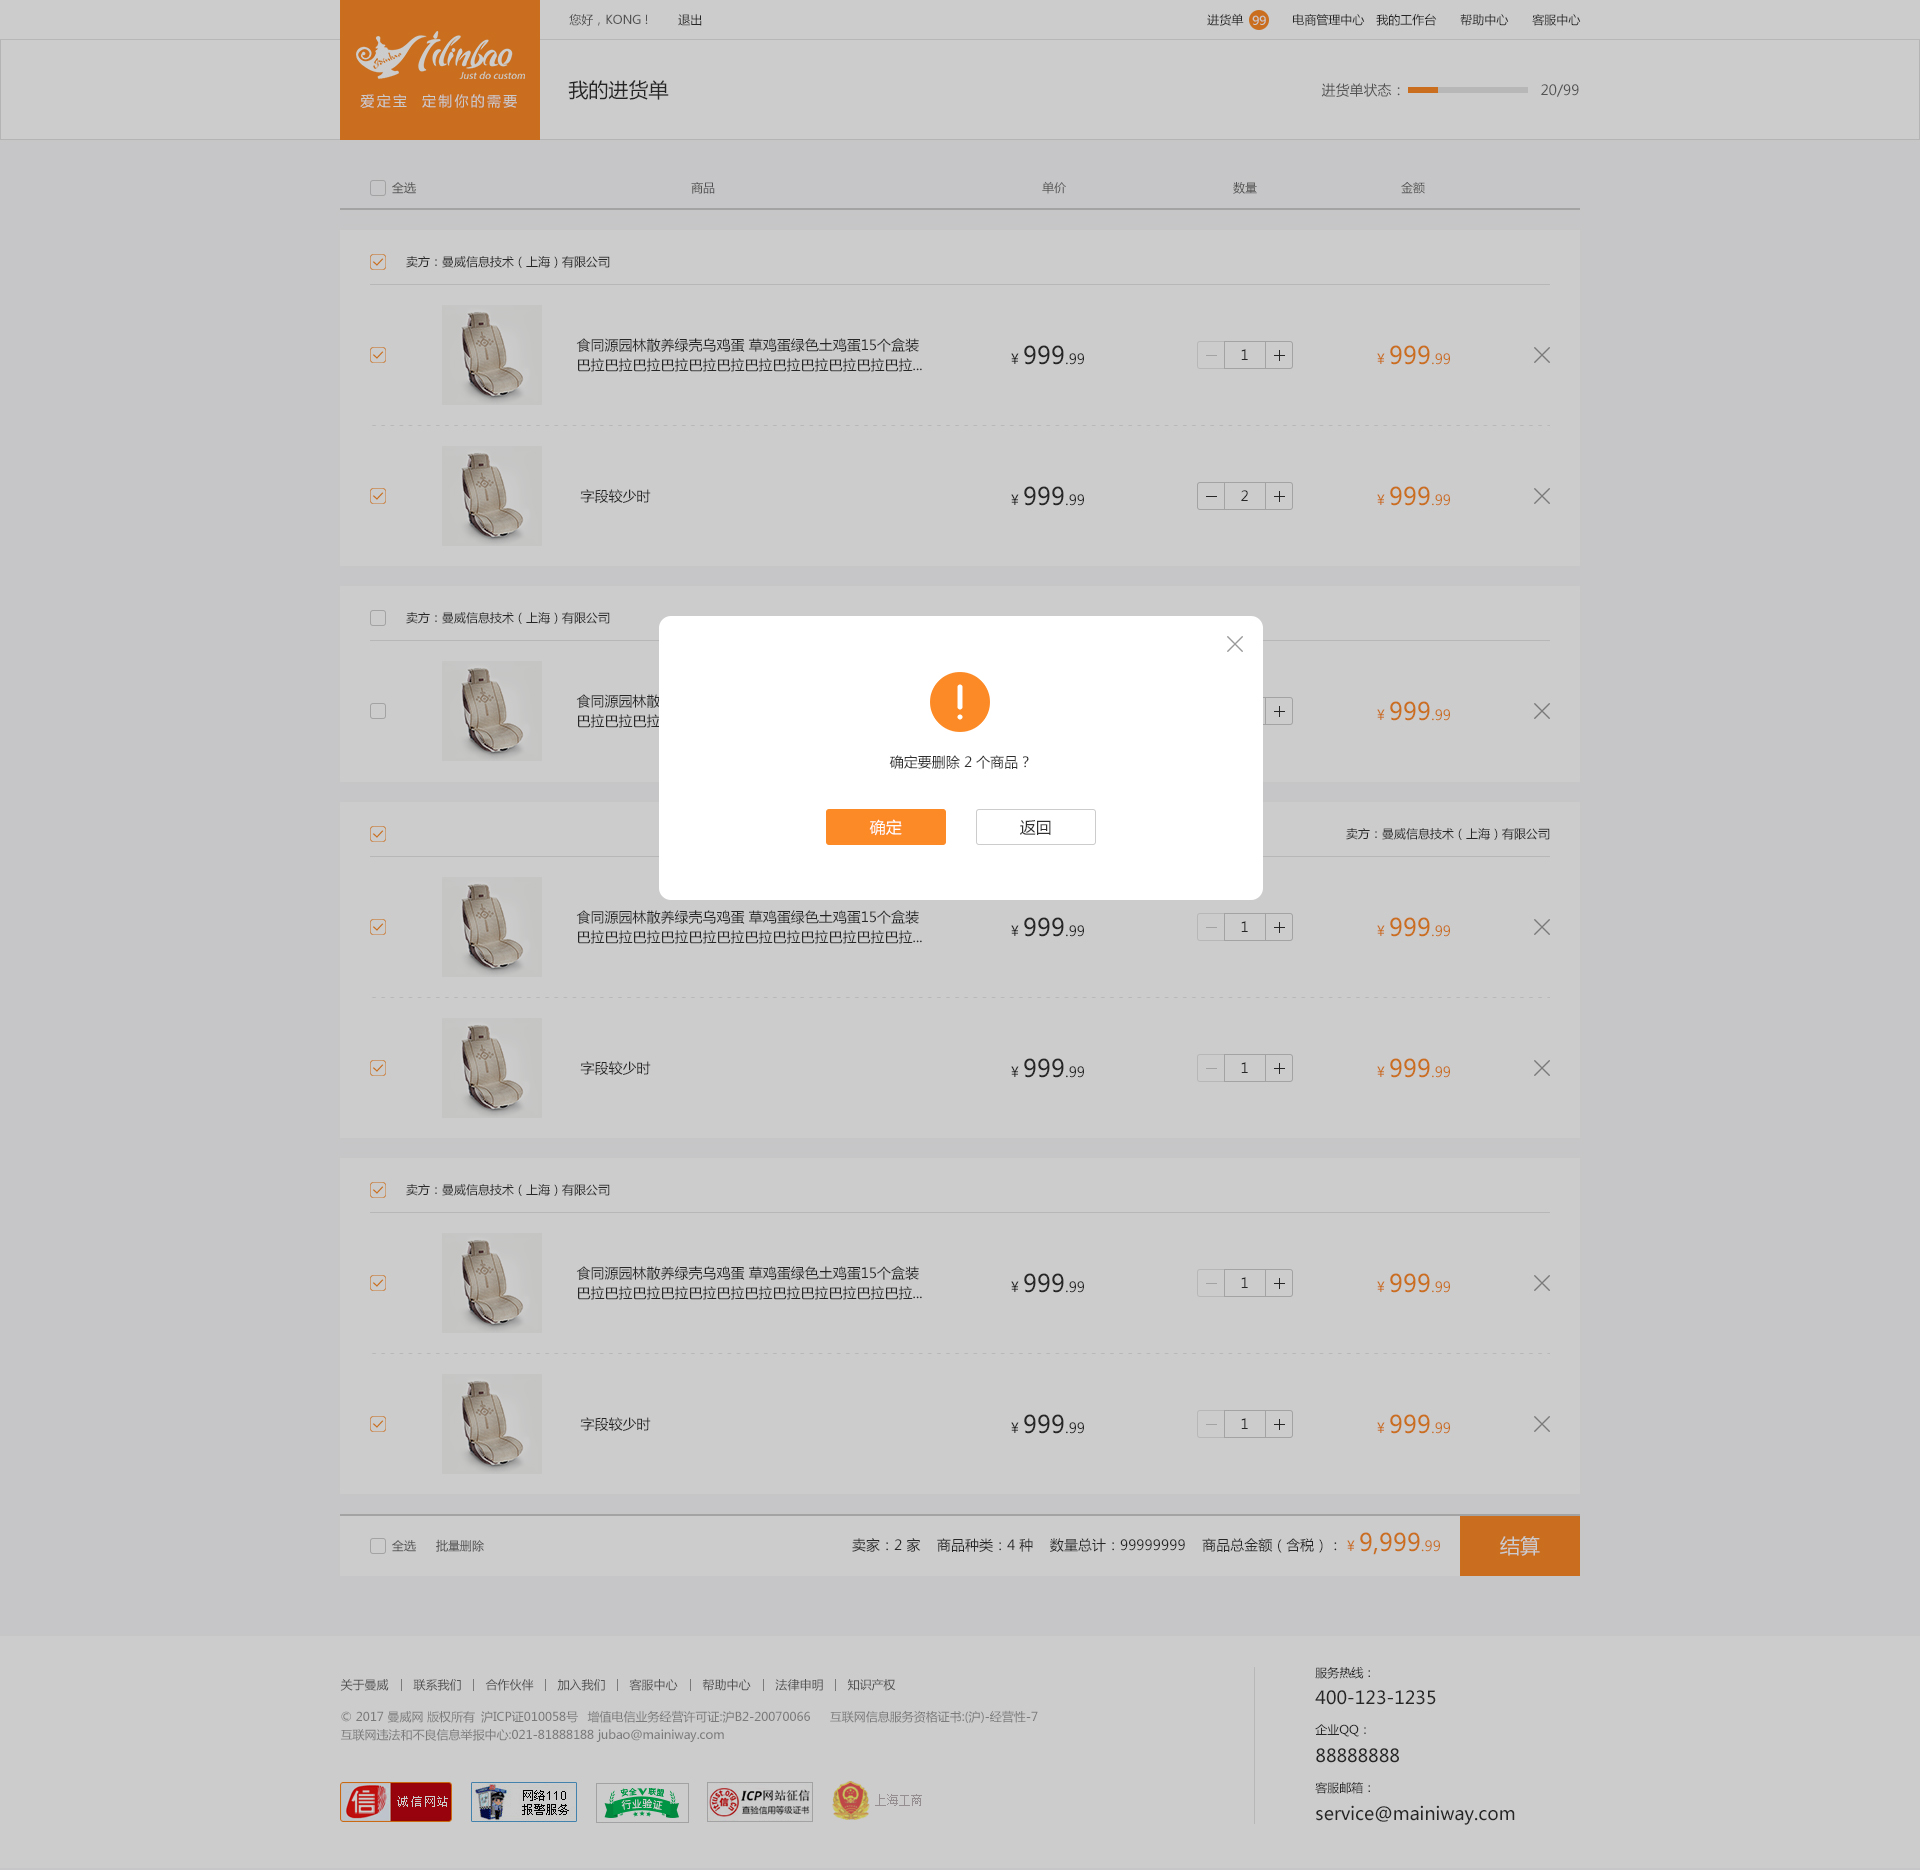 您好，KONG！ 退出 进货单 99 电商管理中心 我的工作台 帮助中心 客服中心
tilinbao
Just do custom
爱定宝 定制你的需要
我的进货单
进货单状态： 20/99
全选 商品 单价 数量 金额
卖方：曼威信息技术（上海）有限公司
食同源园林散养绿壳乌鸡蛋 草鸡蛋绿色土鸡蛋15个盒装
巴拉巴拉巴拉巴拉巴拉巴拉巴拉巴拉巴拉巴拉巴拉巴拉...
¥ 999.99 1 ¥ 999.99
字段较少时 ¥ 999.99 2 ¥ 999.99
卖方：曼威信息技术（上海）有限公司
食同源园林散
巴拉巴拉巴拉
¥ 999.99
确定要删除 2 个商品？
确定 返回
卖方：曼威信息技术（上海）有限公司
食同源园林散养绿壳乌鸡蛋 草鸡蛋绿色土鸡蛋15个盒装
巴拉巴拉巴拉巴拉巴拉巴拉巴拉巴拉巴拉巴拉巴拉巴拉...
¥ 999.99 1 ¥ 999.99
字段较少时 ¥ 999.99 1 ¥ 999.99
卖方：曼威信息技术（上海）有限公司
食同源园林散养绿壳乌鸡蛋 草鸡蛋绿色土鸡蛋15个盒装
巴拉巴拉巴拉巴拉巴拉巴拉巴拉巴拉巴拉巴拉巴拉巴拉...
¥ 999.99 1 ¥ 999.99
字段较少时 ¥ 999.99 1 ¥ 999.99
全选 批量删除 卖家：2 家 商品种类：4 种 数量总计：99999999 商品总金额（含税）： ¥ 9,999.99 结算
关于曼威 | 联系我们 | 合作伙伴 | 加入我们 | 客服中心 | 帮助中心 | 法律申明 | 知识产权
© 2017 曼威网 版权所有 沪ICP证010058号 增值电信业务经营许可证:沪B2-20070066 互联网信息服务资格证书:(沪)-经营性-7
互联网违法和不良信息举报中心:021-81888188 jubao@mainiway.com
信 诚信网站
网络110
报警服务
安全V联盟
行业验证
ICP网站征信
直验信用等级证书
上海工商
服务热线：
400-123-1235
企业QQ：
88888888
客服邮箱：
service@mainiway.com